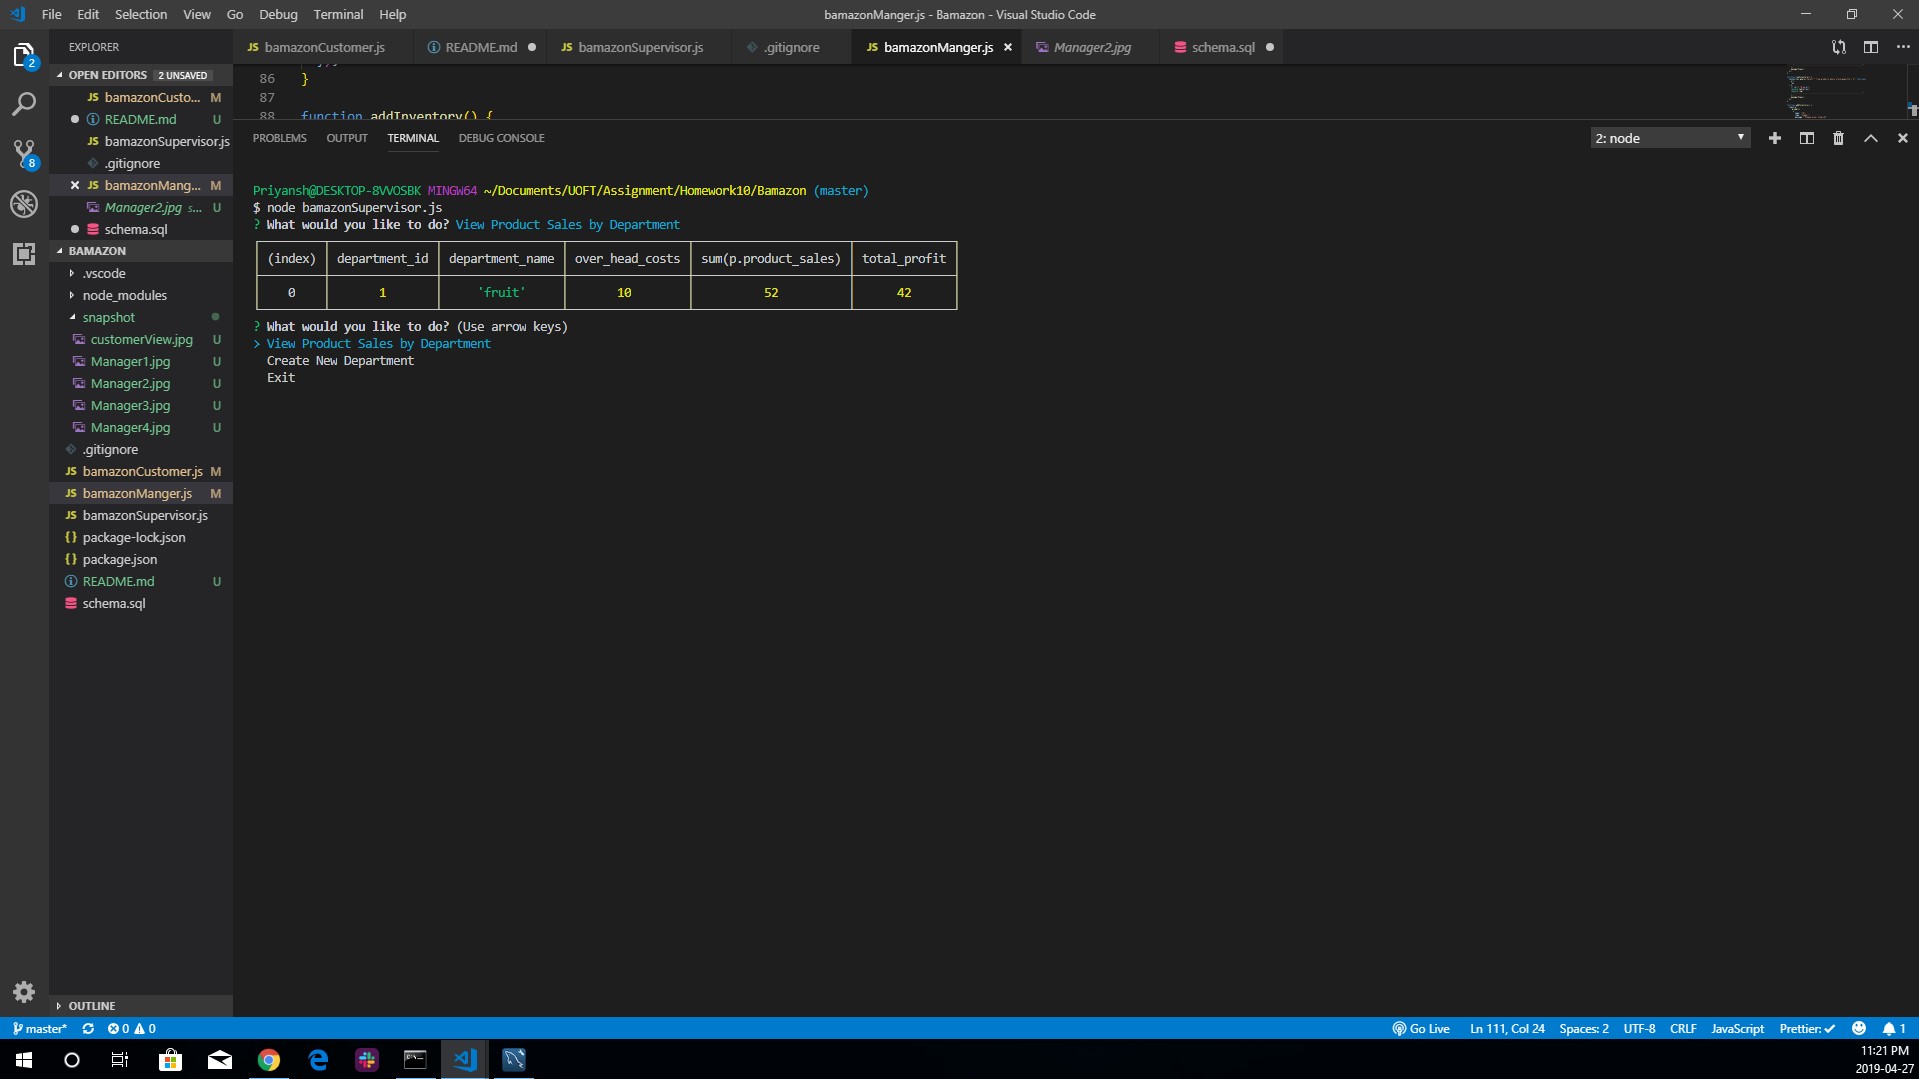 File Edit Selection View Go Debug Terminal Help
bamazonManger.js - Bamazon - Visual Studio Code
EXPLORER
OPEN EDITORS 2 UNSAVED
JS bamazonCusto... M
README.md U
JS bamazonSupervisor.js
.gitignore
JS bamazonMang... M
Manager2.jpg s... U
schema.sql
BAMAZON
.vscode
node_modules
snapshot
customerView.jpg U
Manager1.jpg U
Manager2.jpg U
Manager3.jpg U
Manager4.jpg U
.gitignore
JS bamazonCustomer.js M
JS bamazonManger.js M
JS bamazonSupervisor.js
{} package-lock.json
{} package.json
README.md U
schema.sql
OUTLINE
2
8
JS bamazonCustomer.js README.md JS bamazonSupervisor.js .gitignore JS bamazonManger.js Manager2.jpg schema.sql
86 }
87
88 function addInventory() {
PROBLEMS OUTPUT TERMINAL DEBUG CONSOLE 2: node
Priyansh@DESKTOP-8VVOSBK MINGW64 ~/Documents/UOFT/Assignment/Homework10/Bamazon (master)
$ node bamazonSupervisor.js
? What would you like to do? View Product Sales by Department
(index) department_id department_name over_head_costs sum(p.product_sales) total_profit
0 1 'fruit' 10 52 42
? What would you like to do? (Use arrow keys)
> View Product Sales by Department
Create New Department
Exit
master* 0 0 Go Live Ln 111, Col 24 Spaces: 2 UTF-8 CRLF JavaScript Prettier: ✓ 1
11:21 PM
2019-04-27